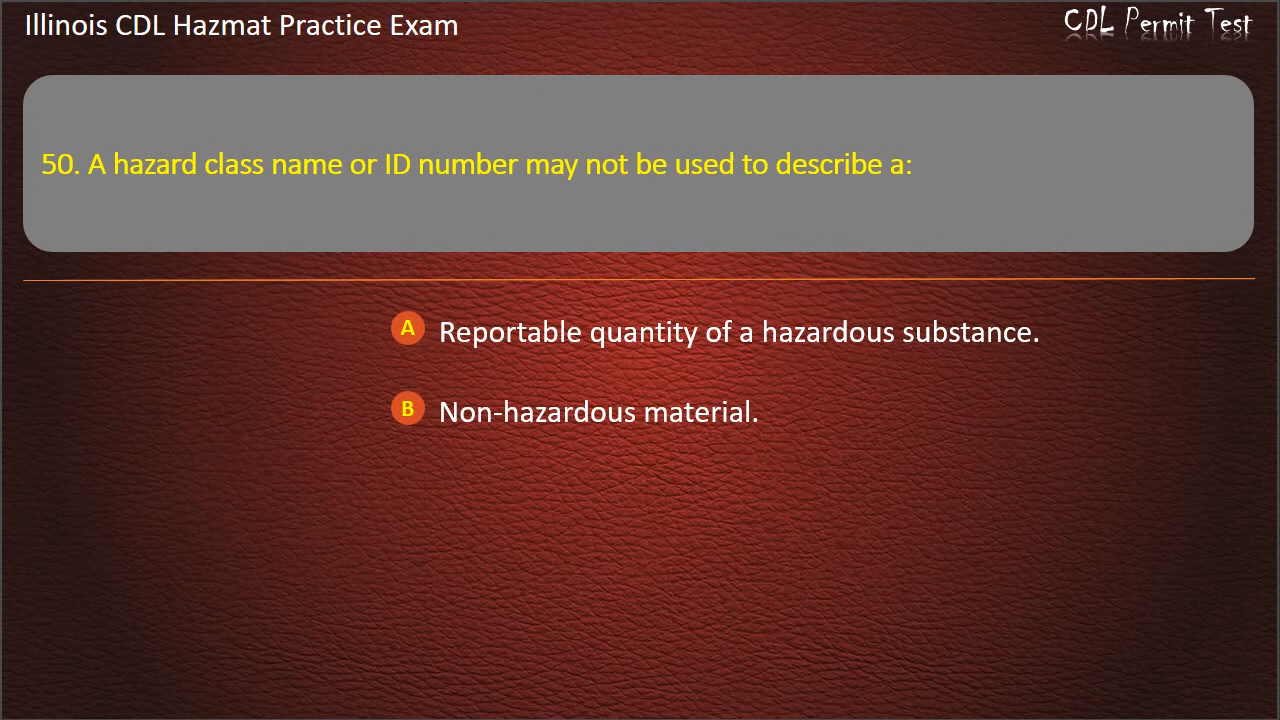 Illinois CDL Hazmat Practice Exam
CDL Permit Test
50. A hazard class name or ID number may not be used to describe a:
A Reportable quantity of a hazardous substance.
B Non-hazardous material.